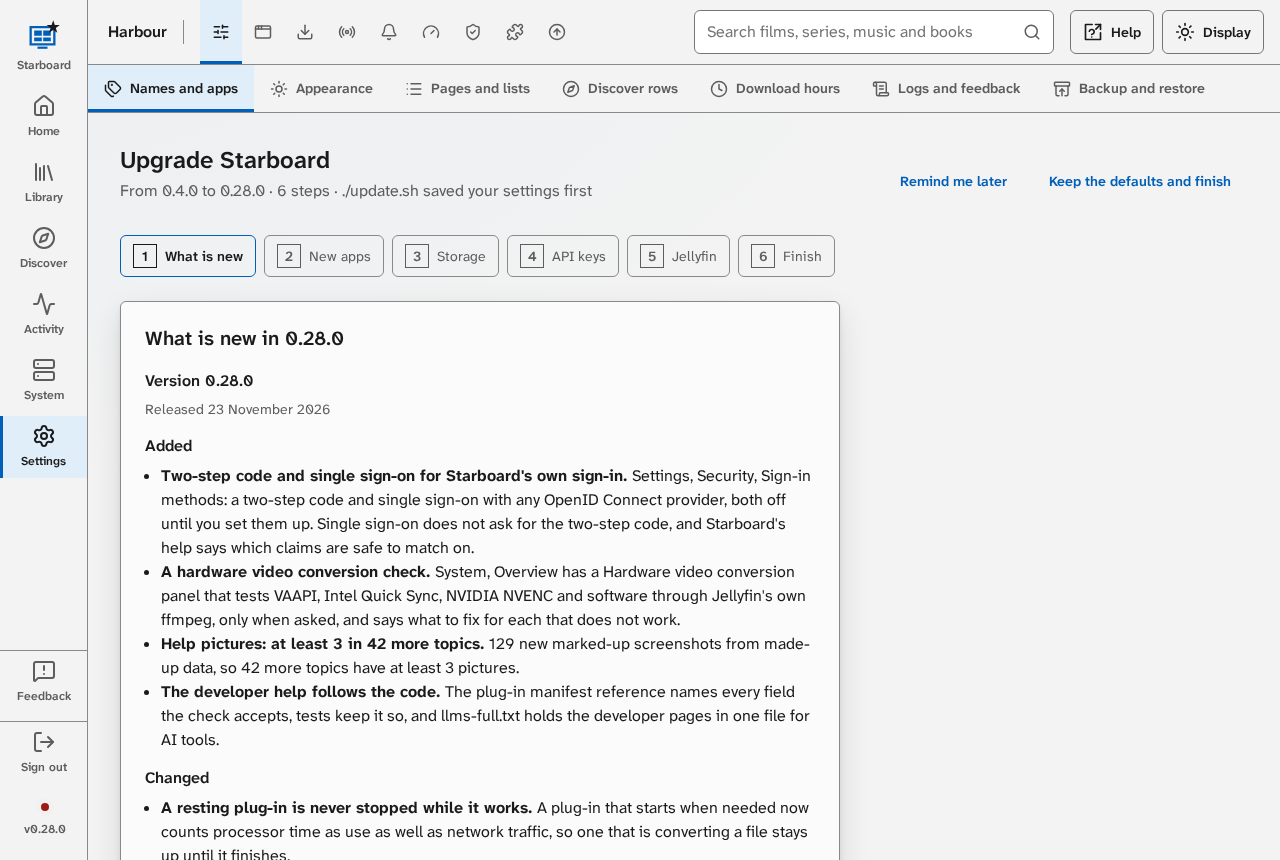 Starboard
Home
Library
Discover
Activity
System
Settings
Feedback
Sign out
v0.28.0
Harbour
Search films, series, music and books
Help
Display
Names and apps
Appearance
Pages and lists
Discover rows
Download hours
Logs and feedback
Backup and restore
Upgrade Starboard
From 0.4.0 to 0.28.0 · 6 steps · ./update.sh saved your settings first
Remind me later
Keep the defaults and finish
1 What is new
2 New apps
3 Storage
4 API keys
5 Jellyfin
6 Finish
What is new in 0.28.0
Version 0.28.0
Released 23 November 2026
Added
• Two-step code and single sign-on for Starboard's own sign-in. Settings, Security, Sign-in
methods: a two-step code and single sign-on with any OpenID Connect provider, both off
until you set them up. Single sign-on does not ask for the two-step code, and Starboard's
help says which claims are safe to match on.
• A hardware video conversion check. System, Overview has a Hardware video conversion
panel that tests VAAPI, Intel Quick Sync, NVIDIA NVENC and software through Jellyfin's own
ffmpeg, only when asked, and says what to fix for each that does not work.
• Help pictures: at least 3 in 42 more topics. 129 new marked-up screenshots from made-
up data, so 42 more topics have at least 3 pictures.
• The developer help follows the code. The plug-in manifest reference names every field
the check accepts, tests keep it so, and llms-full.txt holds the developer pages in one file for
AI tools.
Changed
• A resting plug-in is never stopped while it works. A plug-in that starts when needed now
counts processor time as use as well as network traffic, so one that is converting a file stays
up until it finishes.